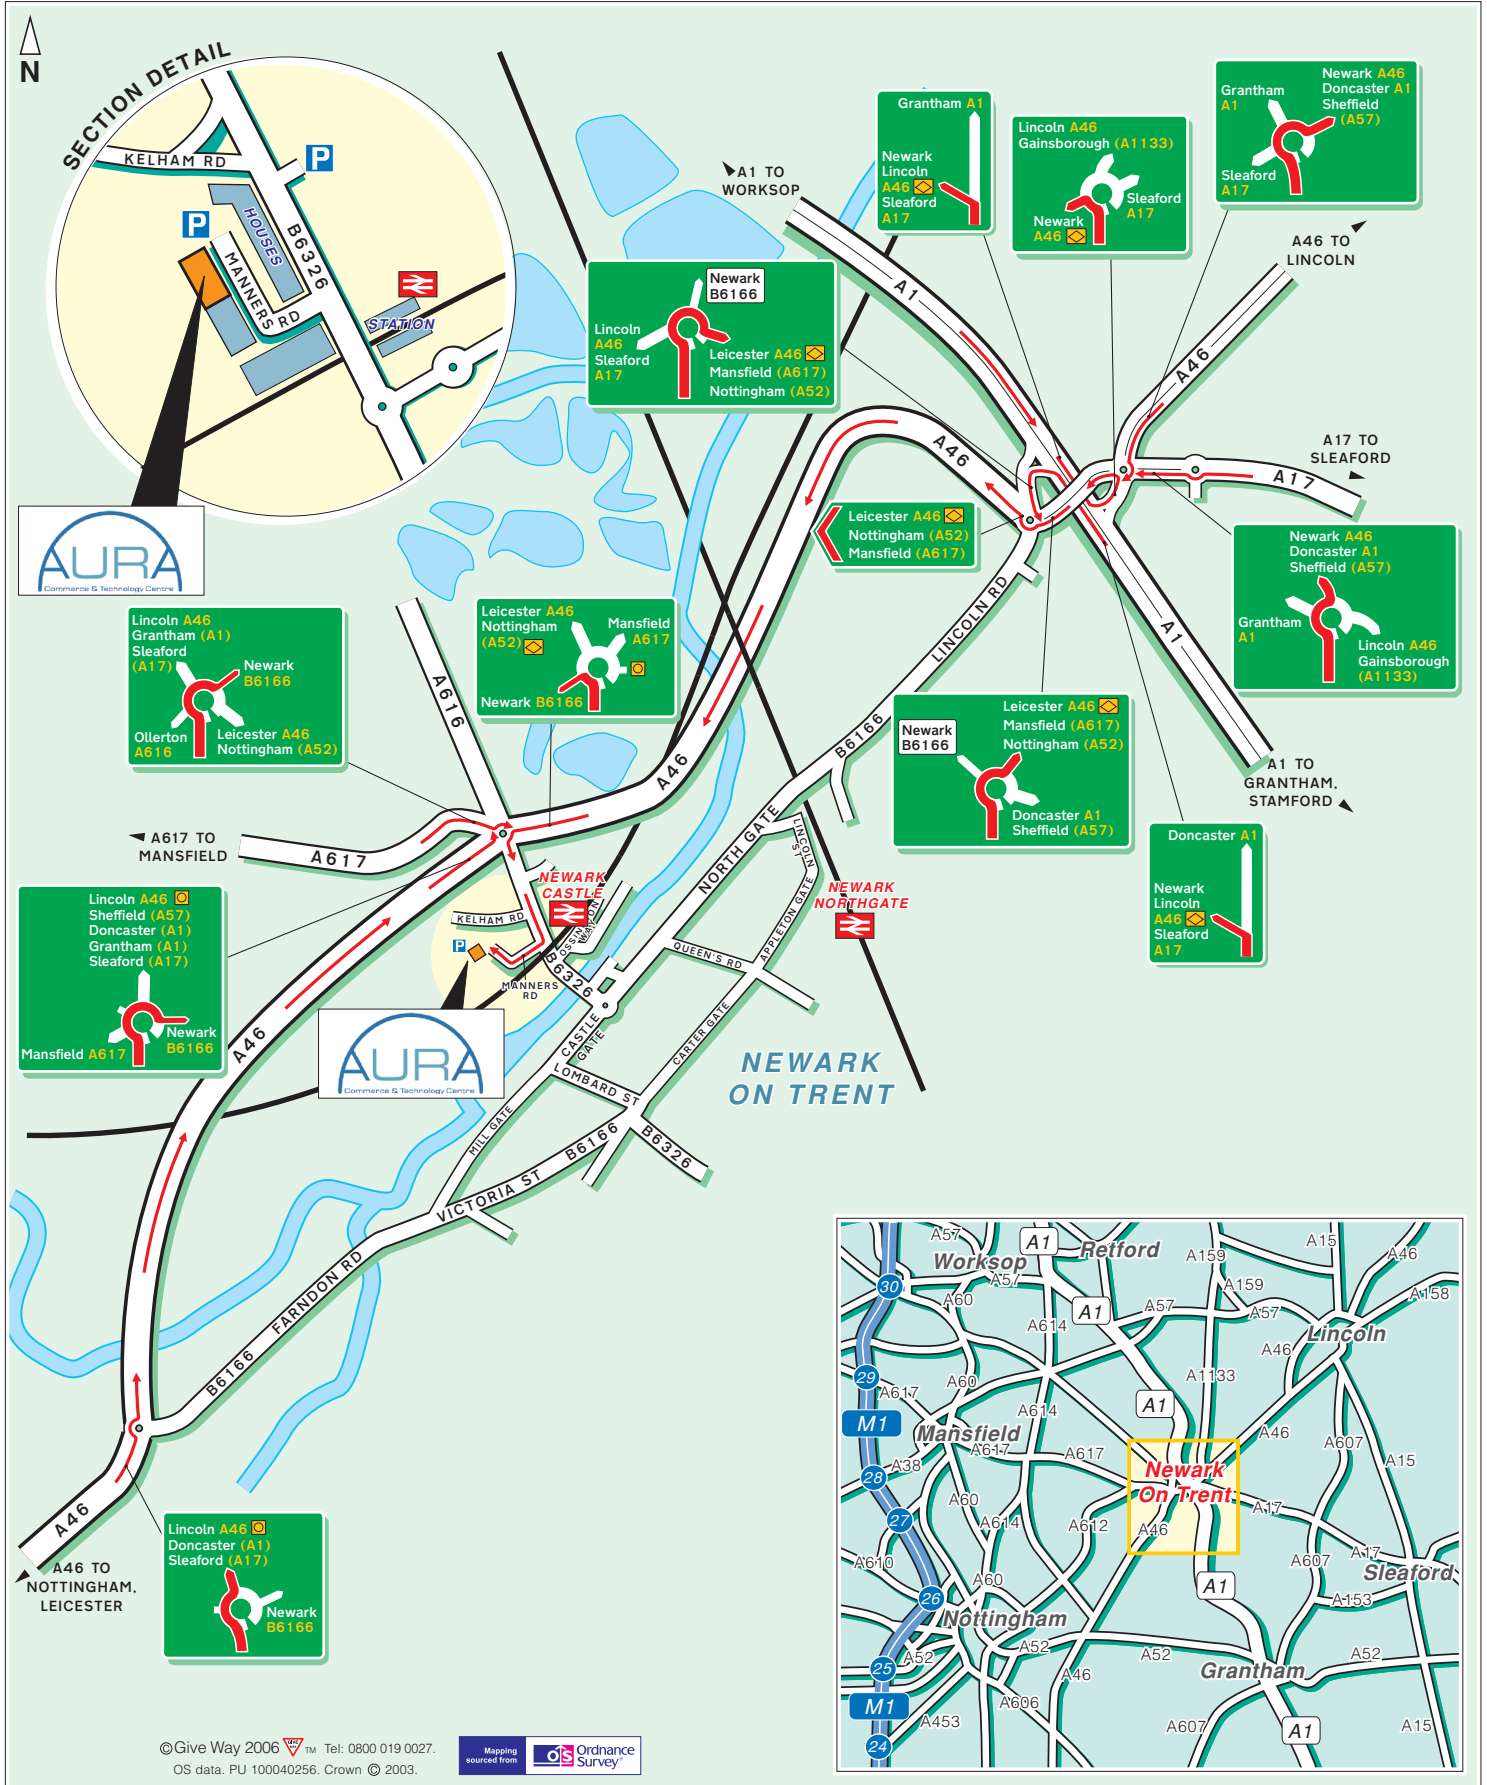 N
SECTION DETAIL
KELHAM RD
P
P
HOUSES
B6326
MANNERS RD
STATION
AURA
Commerce & Technology Centre
A1 TO
WORKSOP
Grantham A1
Newark
Lincoln
A46
Sleaford
A17
Lincoln A46
Gainsborough (A1133)
Sleaford
A17
Newark
A46
Newark A46
Doncaster A1
Sheffield
(A57)
Grantham
A1
Sleaford
A17
A46 TO
LINCOLN
A1
A46
Newark
B6166
Lincoln
A46
Sleaford
A17
Leicester A46
Mansfield (A617)
Nottingham (A52)
A46
A17 TO
SLEAFORD
A17
Leicester A46
Nottingham (A52)
Mansfield (A617)
Newark A46
Doncaster A1
Sheffield (A57)
Grantham
A1
Lincoln A46
Gainsborough
(A1133)
LINCOLN RD
A1
Lincoln A46
Grantham (A1)
Sleaford
(A17)
Newark
B6166
Ollerton
A616
Leicester A46
Nottingham (A52)
A616
Leicester A46
Nottingham
(A52)
Mansfield
A617
Newark B6166
B6166
A46
Leicester A46
Mansfield (A617)
Nottingham (A52)
Newark
B6166
Doncaster A1
Sheffield (A57)
A1 TO
GRANTHAM,
STAMFORD
A617 TO
MANSFIELD
A617
Doncaster A1
Newark
Lincoln
A46
Sleaford
A17
NORTH GATE
LINCOLN
ST
APPLETON GATE
NEWARK
NORTHGATE
NEWARK
CASTLE
KELHAM RD
P
MANNERS
RD
B6326
QUEEN'S RD
Lincoln A46
Sheffield (A57)
Doncaster (A1)
Grantham (A1)
Sleaford (A17)
Newark
B6166
Mansfield A617
A46
AURA
Commerce & Technology Centre
CASTLE
GATE
CARTER GATE
NEWARK
ON TRENT
LOMBARD ST
MILL GATE
B6166
B6326
VICTORIA ST
FARNDON RD
B6166
A46
A46 TO
NOTTINGHAM,
LEICESTER
Lincoln A46
Doncaster (A1)
Sleaford (A17)
Newark
B6166
A57
A1
Retford
A159
A15
A46
Worksop
A57
30
A60
A1
A57
A159
A57
A158
A614
Lincoln
A46
29
A617
A60
A1133
A1
M1
A614
Mansfield
A617
A617
A46
A607
A15
A38
28
Newark
On Trent
A60
A17
27
A614
A612
A46
A610
A607
A17
Sleaford
A60
A1
26
A153
Nottingham
A52
A52
A52
A52
25
Grantham
A46
M1
A606
A453
A607
A1
A15
24
©Give Way 2006 TM Tel: 0800 019 0027.
OS data. PU 100040256. Crown © 2003.
Mapping
sourced from
OS Ordnance
Survey®